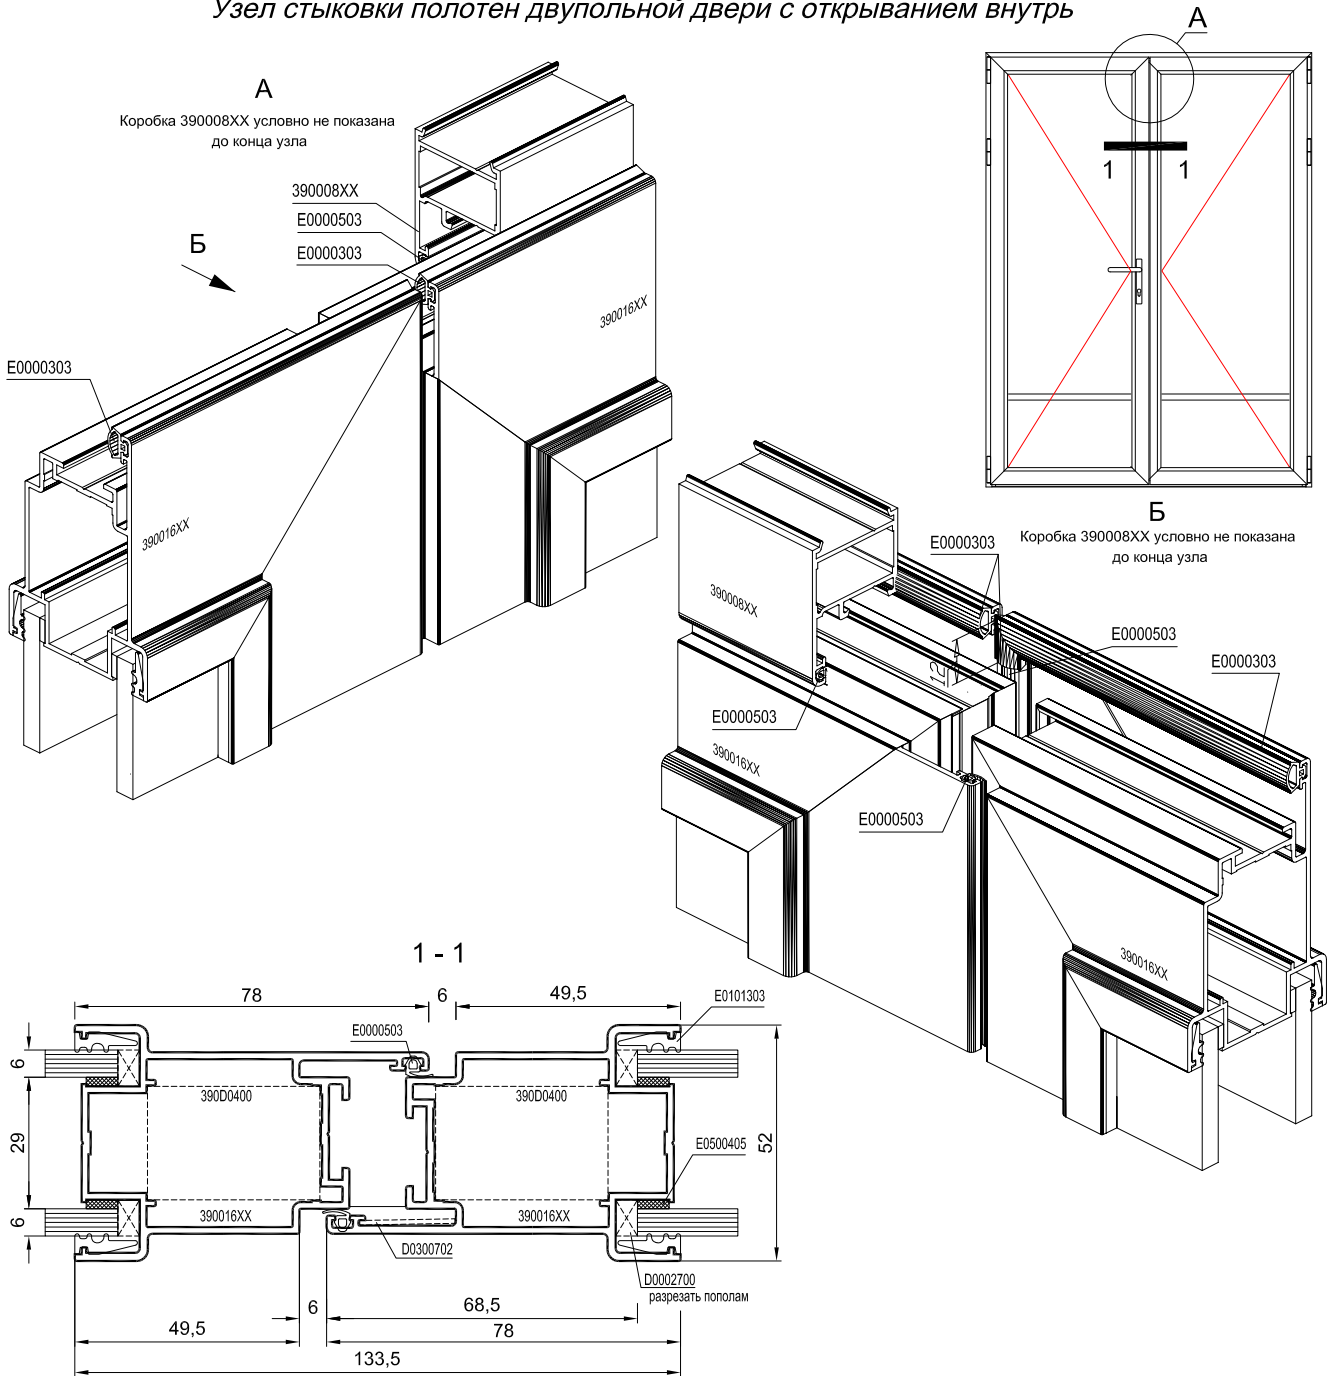 Узел стыковки полотен двупольной двери с открыванием внутрь
А
А
Коробка 390008XX условно не показана
до конца узла
390008XX
E0000503
E0000303
Б
390016XX
E0000303
390016XX
1
1
Б
Коробка 390008XX условно не показана
до конца узла
E0000303
390008XX
E0000503
E0000303
12
E0000503
390016XX
E0000503
390016XX
1 - 1
78
6
49,5
E0101303
E0000503
6
390D0400
390D0400
29
52
E0500405
6
390016XX
390016XX
D0300702
D0002700
разрезать пополам
6
68,5
49,5
78
133,5